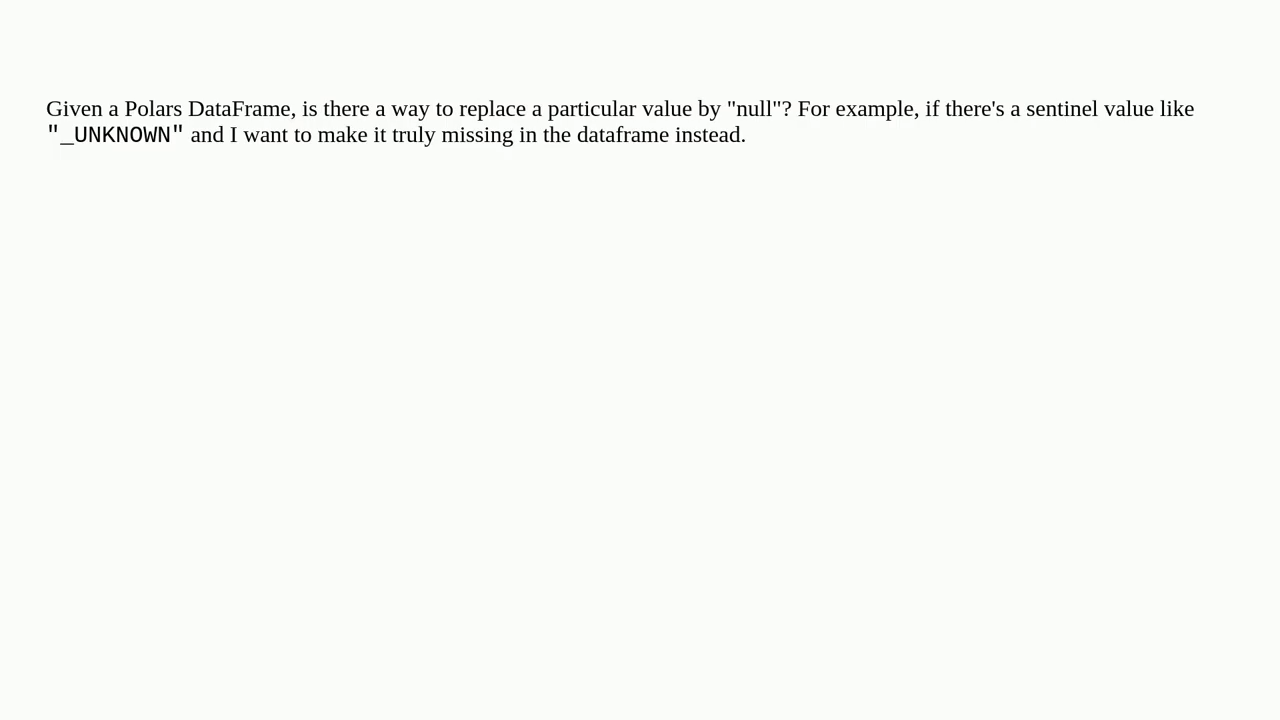 Given a Polars DataFrame, is there a way to replace a particular value by "null"? For example, if there's a sentinel value like
"_UNKNOWN" and I want to make it truly missing in the dataframe instead.